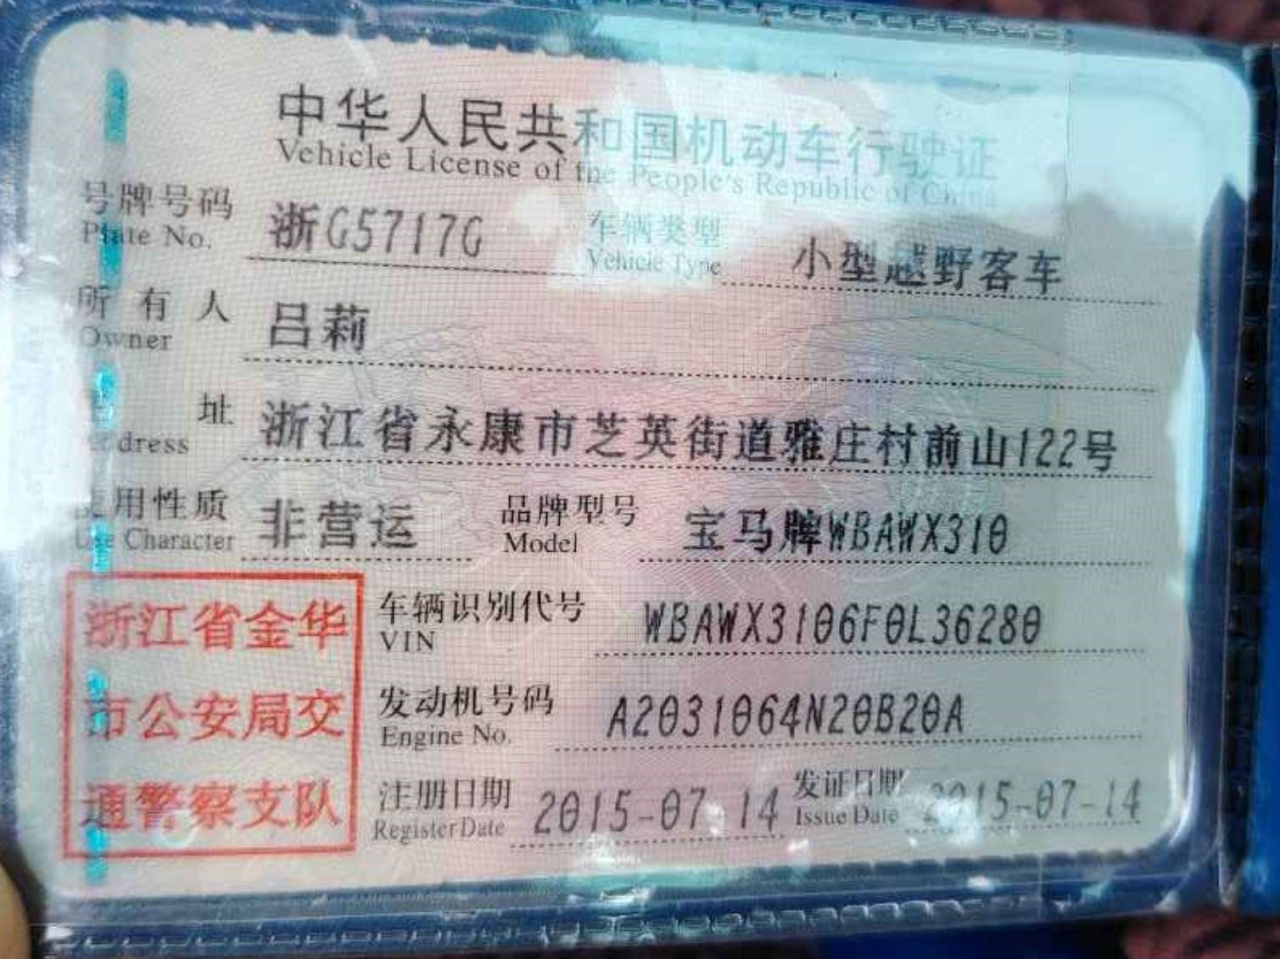 中华人民共和国机动车行驶证
Vehicle License of the People's Republic of China
号牌号码 浙G5717G 车辆类型 小型越野客车
Plate No. Vehicle Type
所有人 吕莉
Owner
址 浙江省永康市芝英街道雅庄村前山122号
dress
用性质 非营运 品牌型号 宝马牌WBAWX310
Use Character Model
浙江省金华
市公安局交
通警察支队
车辆识别代号 WBAWX3106F0L36280
VIN
发动机号码 A2031064N20B20A
Engine No.
注册日期 2015-07-14 发证日期 2015-07-14
Register Date Issue Date